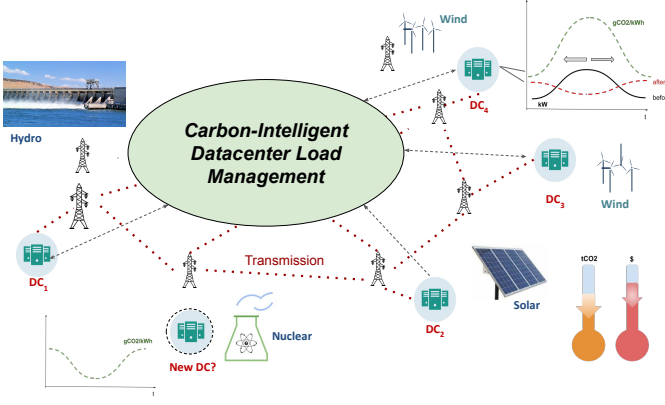 Wind
gCO2/kWh
after
befo
kW
t
DC4
Carbon-Intelligent
Datacenter Load
Management
Hydro
DC3
Wind
DC1
Transmission
tCO2
$
Solar
DC2
gCO2/kWh
Nuclear
New DC?
t